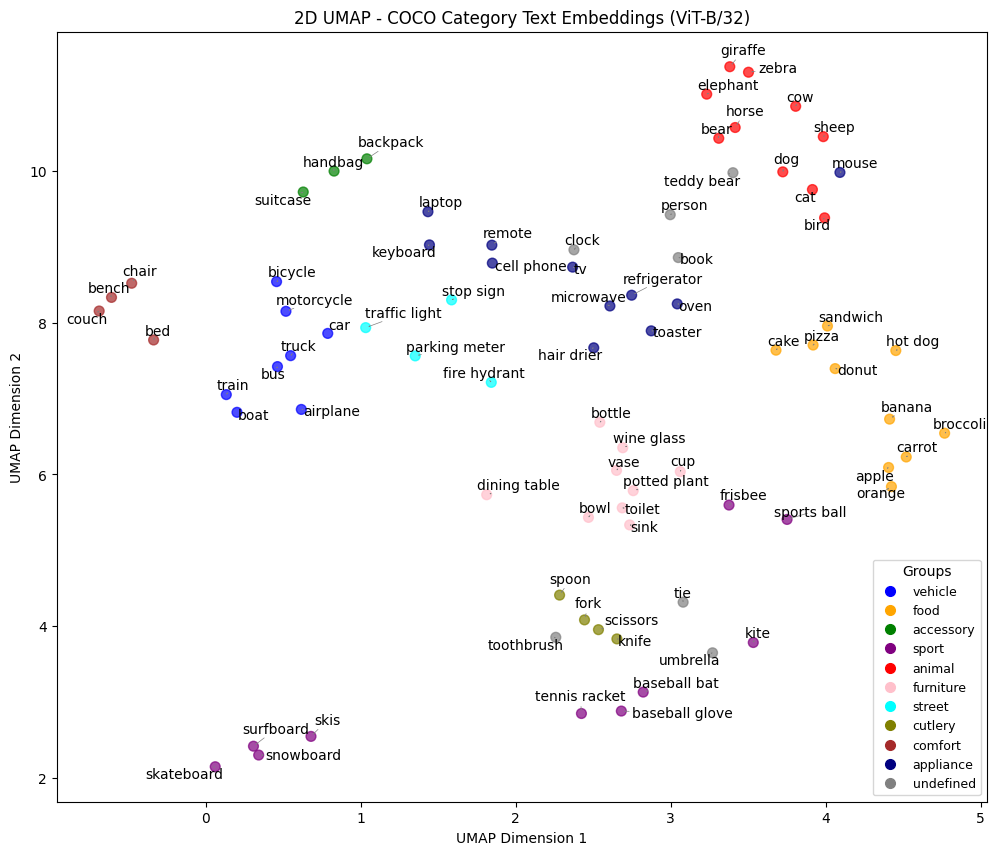 2D UMAP - COCO Category Text Embeddings (ViT-B/32)
giraffe
zebra
elephant
cow
horse
bear
sheep
backpack
handbag
dog
mouse
suitcase
teddy bear
cat
laptop
person
bird
remote
clock
keyboard
book
chair
bicycle
cell phone
tv
refrigerator
bench
motorcycle
stop sign
microwave
oven
couch
bed
car
traffic light
toaster
sandwich
truck
parking meter
hair drier
cake
pizza
hot dog
bus
fire hydrant
donut
train
boat
airplane
bottle
banana
wine glass
broccoli
vase
cup
carrot
dining table
potted plant
apple
orange
bowl
toilet
frisbee
sink
sports ball
spoon
fork
scissors
tie
toothbrush
knife
kite
umbrella
baseball bat
tennis racket
baseball glove
surfboard
skis
snowboard
skateboard
Groups
vehicle
food
accessory
sport
animal
furniture
street
cutlery
comfort
appliance
undefined
10
8
6
4
2
UMAP Dimension 2
0
1
2
3
4
5
UMAP Dimension 1